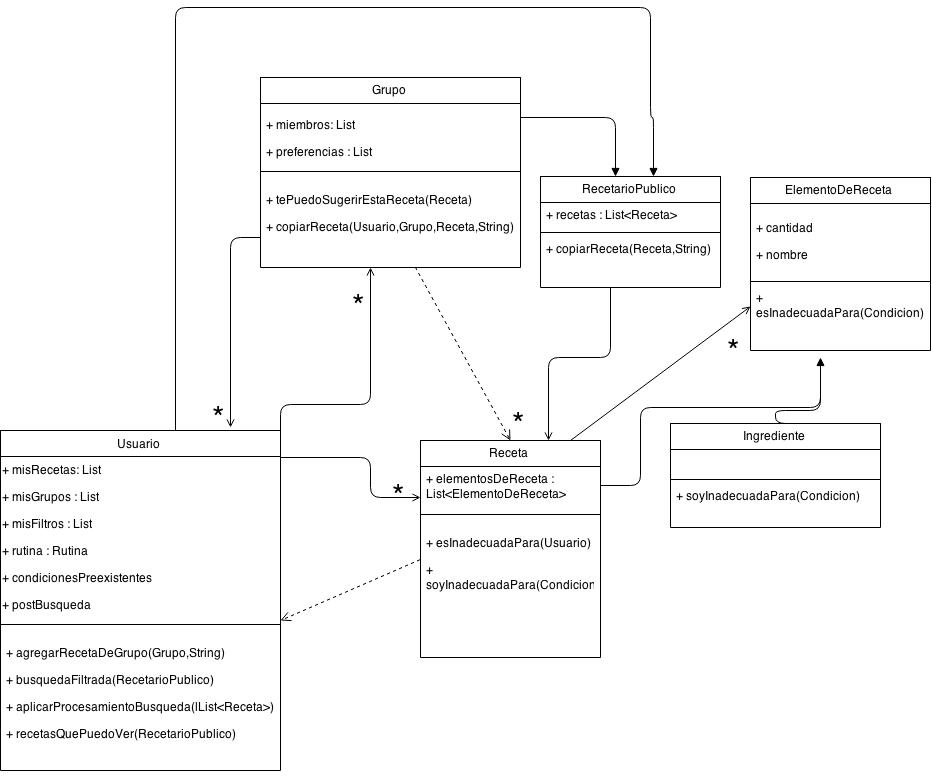 Grupo
+ miembros: List
+ preferencias : List
+ tePuedoSugerirEstaReceta(Receta)
+ copiarReceta(Usuario,Grupo,Receta,String)
RecetarioPublico
+ recetas : List<Receta>
+ copiarReceta(Receta,String)
ElementoDeReceta
+ cantidad
+ nombre
+
esInadecuadaPara(Condicion)
*
*
*
*
*
Usuario
+ misRecetas: List
+ misGrupos : List
+ misFiltros : List
+ rutina : Rutina
+ condicionesPreexistentes
+ postBusqueda
+ agregarRecetaDeGrupo(Grupo,String)
+ busquedaFiltrada(RecetarioPublico)
+ aplicarProcesamientoBusqueda(lList<Receta>)
+ recetasQuePuedoVer(RecetarioPublico)
Receta
+ elementosDeReceta :
List<ElementoDeReceta>
+ esInadecuadaPara(Usuario)
+
soyInadecuadaPara(Condicion
Ingrediente
+ soyInadecuadaPara(Condicion)